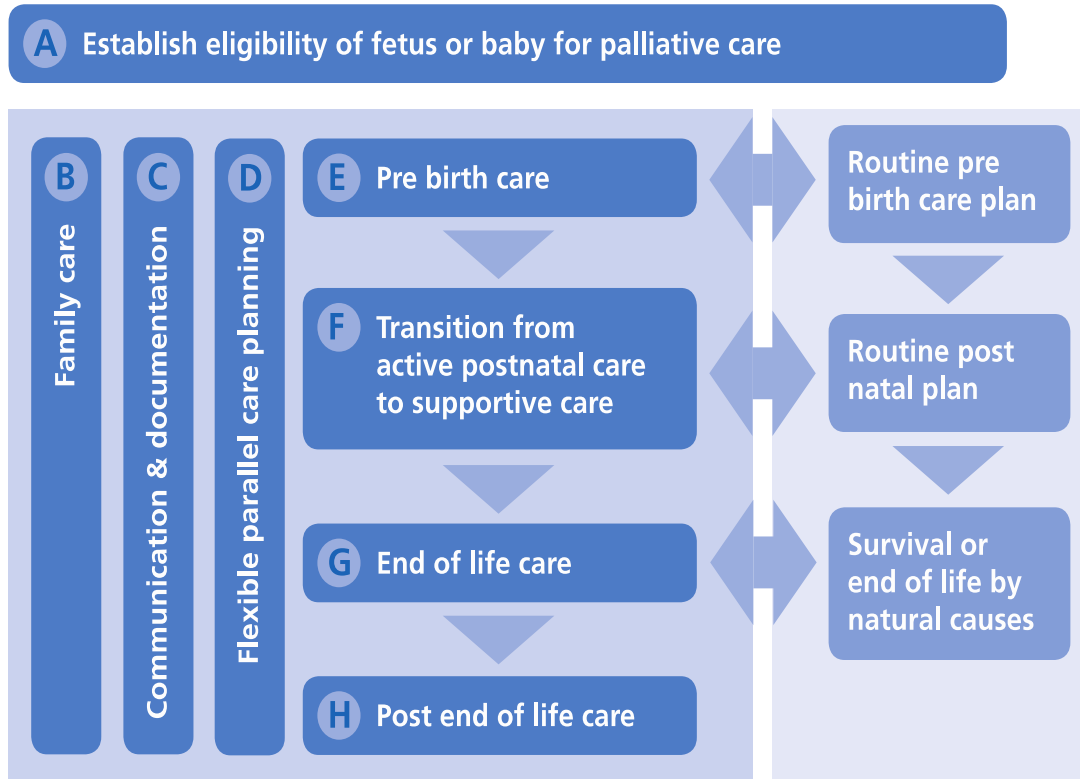 A Establish eligibility of fetus or baby for palliative care
B Family care
C Communication & documentation
D Flexible parallel care planning
E Pre birth care
F Transition from
active postnatal care
to supportive care
G End of life care
H Post end of life care
Routine pre
birth care plan
Routine post
natal plan
Survival or
end of life by
natural causes